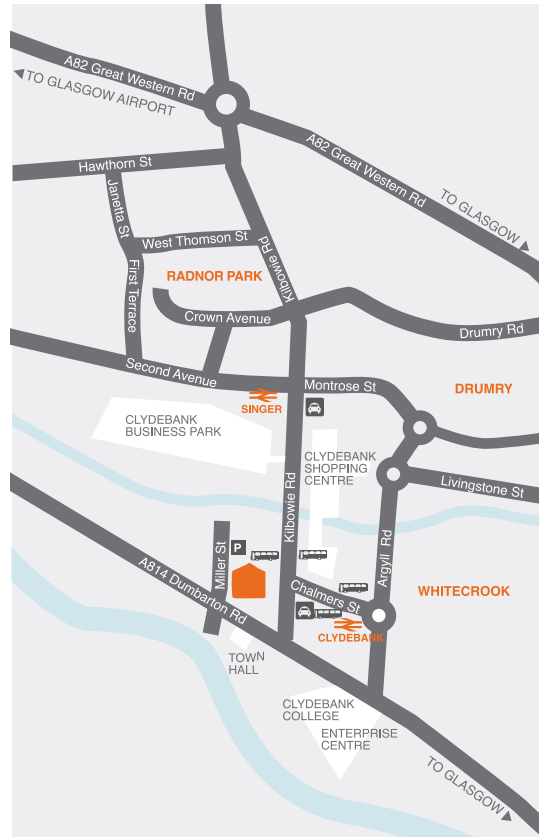 A82 Great Western Rd
TO GLASGOW AIRPORT
A82 Great Western Rd
TO GLASGOW
Hawthorn St
Janetta St
West Thomson St
Kilbowie Rd
RADNOR PARK
First Terrace
Crown Avenue
Drumry Rd
Second Avenue
Montrose St
DRUMRY
SINGER
CLYDEBANK
BUSINESS PARK
CLYDEBANK
SHOPPING
CENTRE
Livingstone St
Kilbowie Rd
Argyll Rd
Miller St
P
A814 Dumbarton Rd
Chalmers St
WHITECROOK
CLYDEBANK
TOWN
HALL
CLYDEBANK
COLLEGE
ENTERPRISE
CENTRE
TO GLASGOW